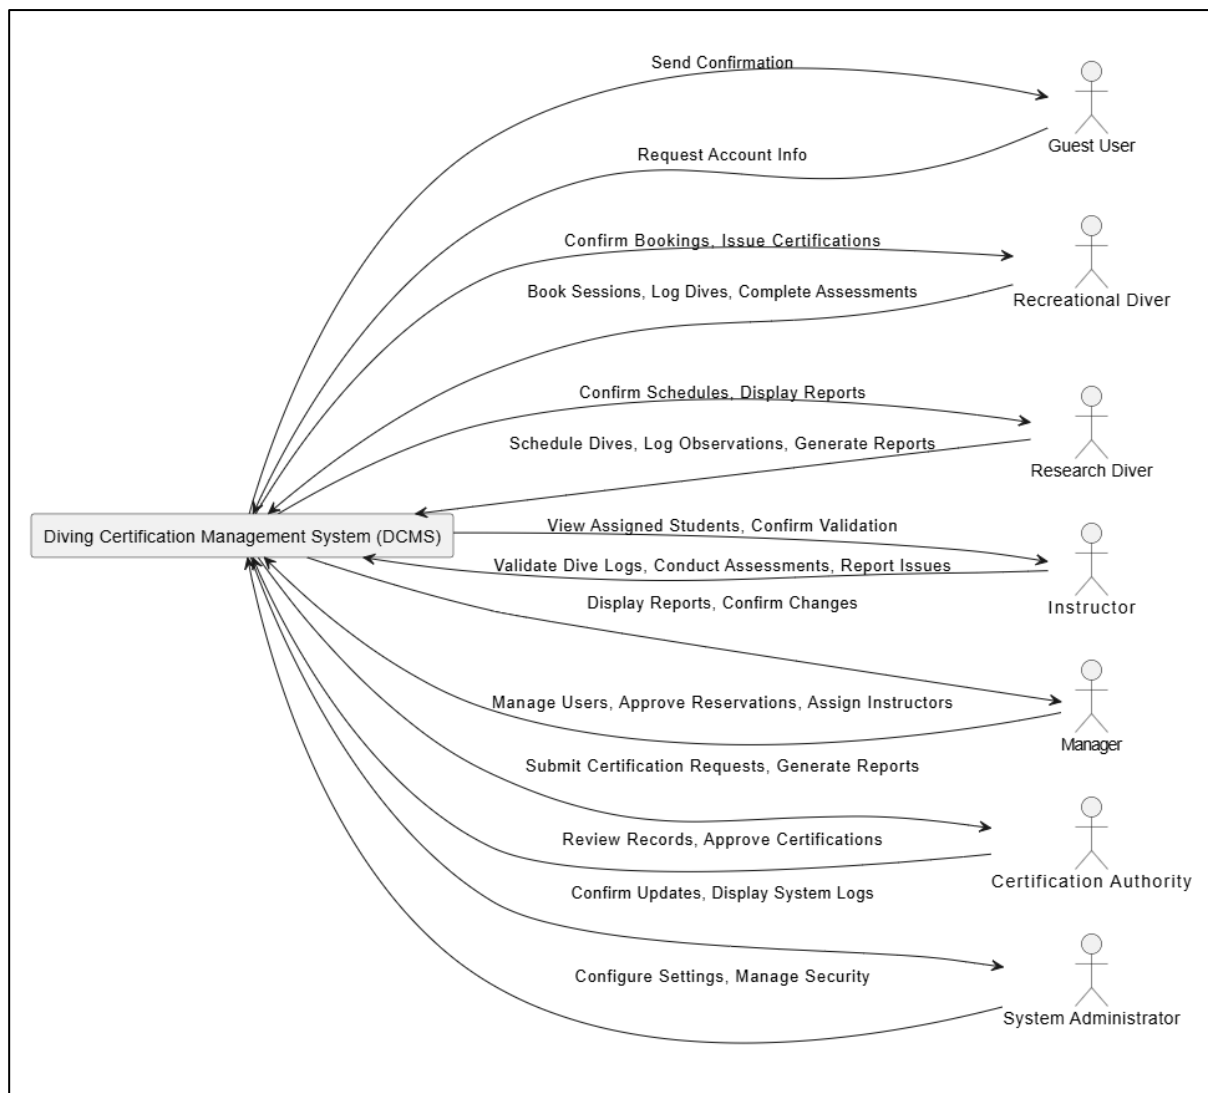 Send Confirmation
Guest User
Request Account Info
Confirm Bookings, Issue Certifications
Book Sessions, Log Dives, Complete Assessments
Recreational Diver
Confirm Schedules, Display Reports
Schedule Dives, Log Observations, Generate Reports
Research Diver
View Assigned Students, Confirm Validation
Diving Certification Management System (DCMS)
Validate Dive Logs, Conduct Assessments, Report Issues
Display Reports, Confirm Changes
Instructor
Manage Users, Approve Reservations, Assign Instructors
Manager
Submit Certification Requests, Generate Reports
Review Records, Approve Certifications
Certification Authority
Confirm Updates, Display System Logs
Configure Settings, Manage Security
System Administrator